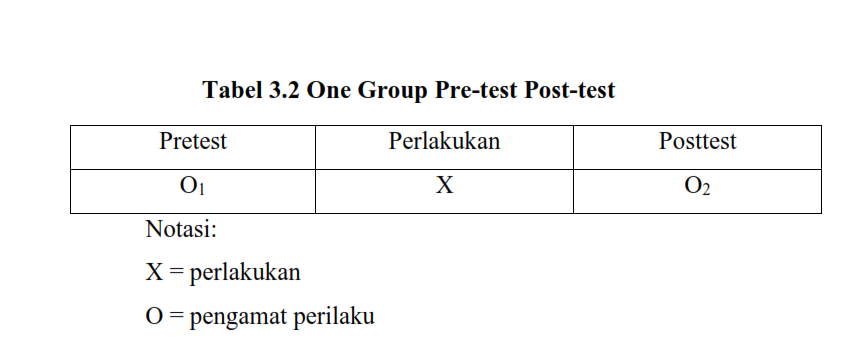 Tabel 3.2 One Group Pre-test Post-test
Pretest Perlakukan Posttest
O1 X O2
Notasi:
X = perlakukan
O = pengamat perilaku